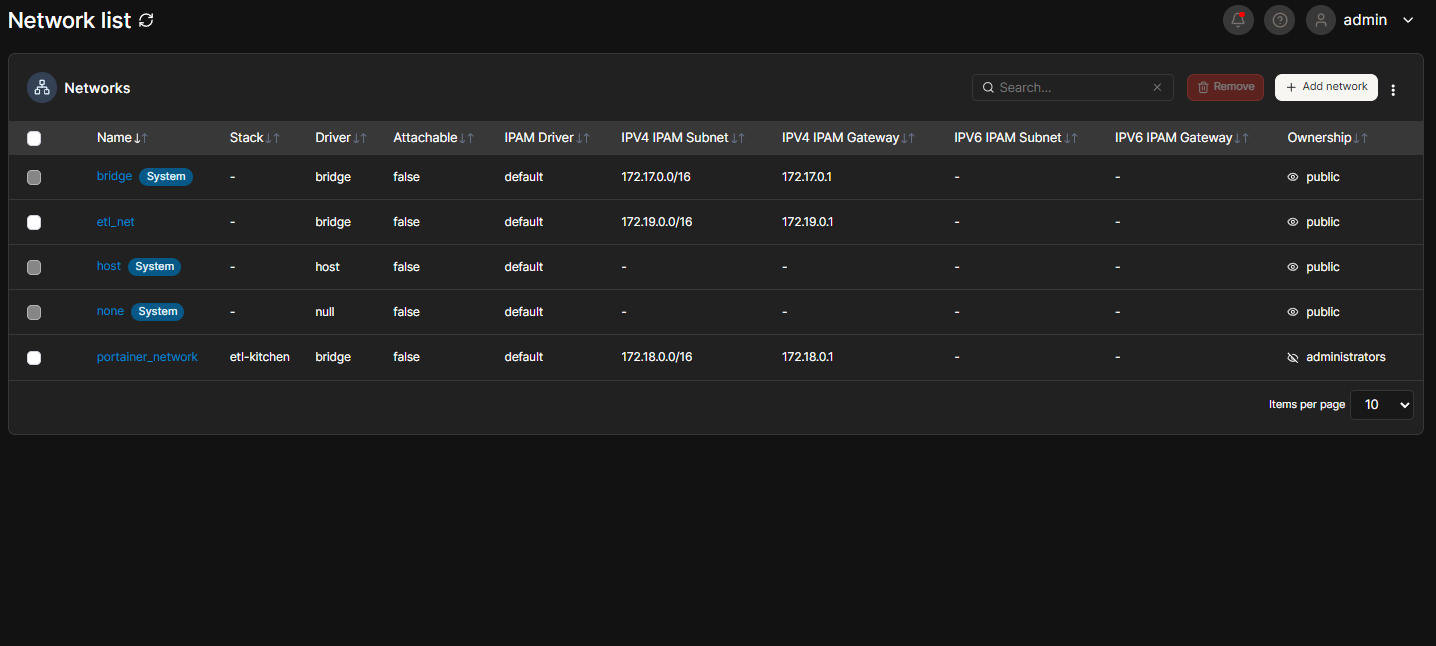 Network list
admin
Networks
Search...
Remove
Add network
Name Stack Driver Attachable IPAM Driver IPV4 IPAM Subnet IPV4 IPAM Gateway IPV6 IPAM Subnet IPV6 IPAM Gateway Ownership
bridge System - bridge false default 172.17.0.0/16 172.17.0.1 - - public
etl_net - bridge false default 172.19.0.0/16 172.19.0.1 - - public
host System - host false default - - - - public
none System - null false default - - - - public
portainer_network etl-kitchen bridge false default 172.18.0.0/16 172.18.0.1 - - administrators
Items per page 10